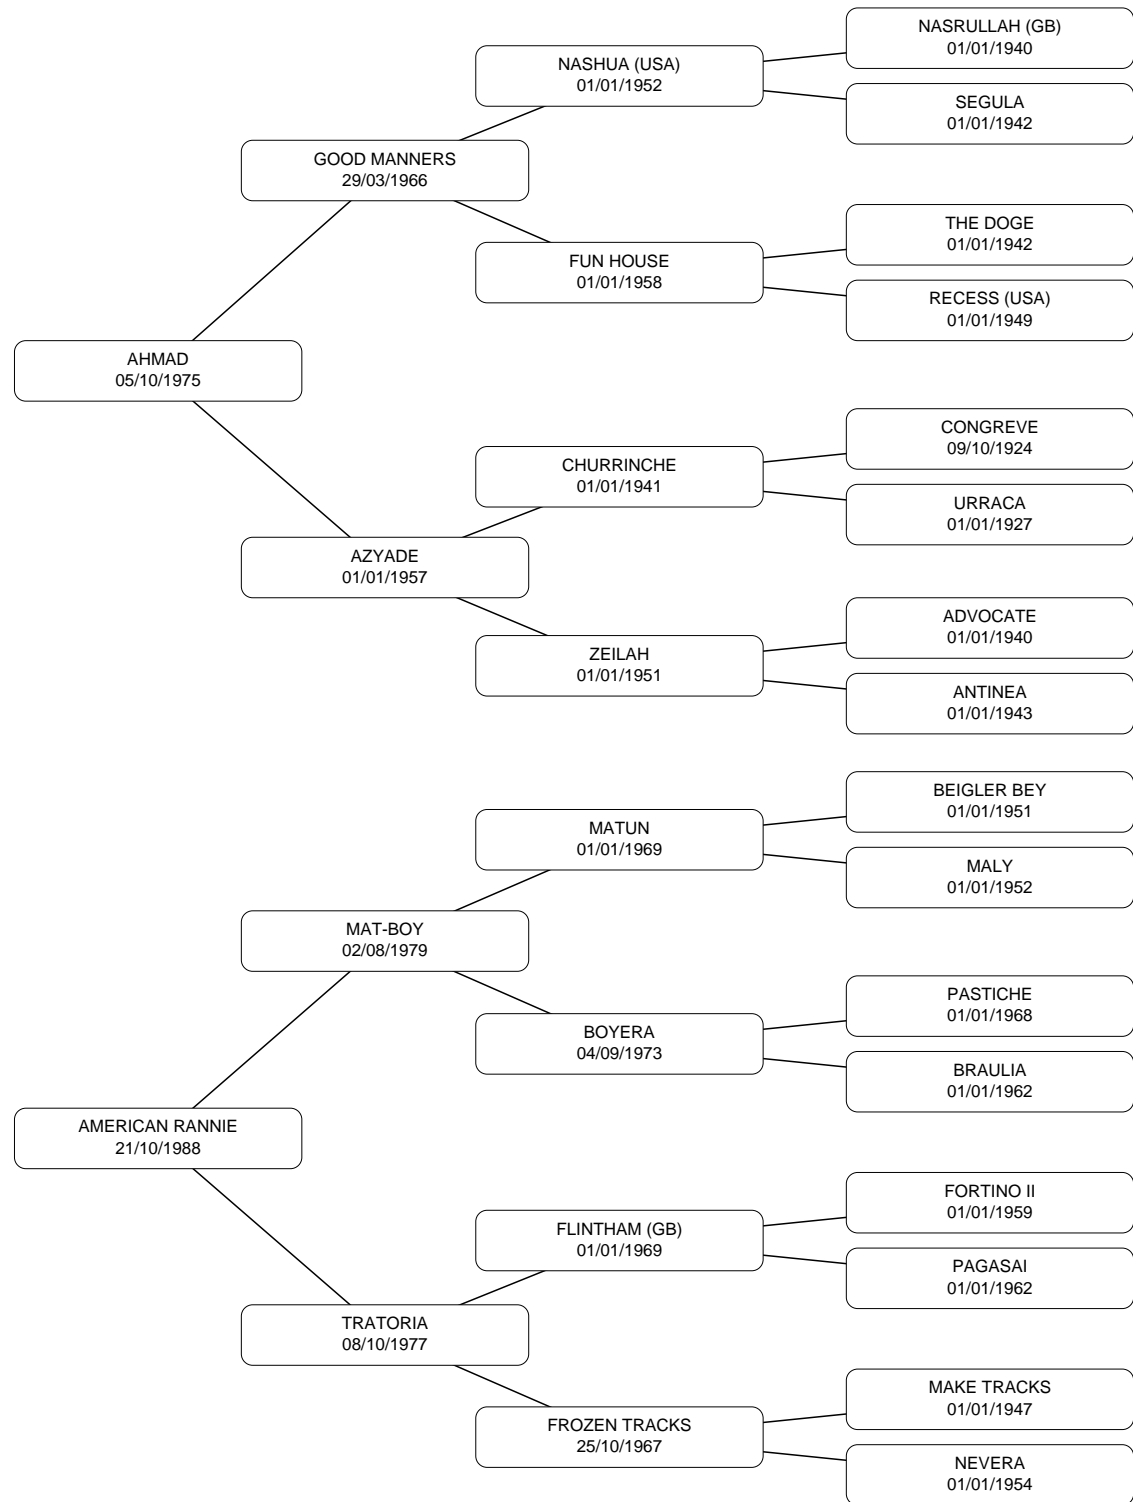 NASRULLAH (GB)
01/01/1940
NASHUA (USA)
01/01/1952
SEGULA
01/01/1942
GOOD MANNERS
29/03/1966
THE DOGE
01/01/1942
FUN HOUSE
01/01/1958
RECESS (USA)
01/01/1949
AHMAD
05/10/1975
CONGREVE
09/10/1924
CHURRINCHE
01/01/1941
URRACA
01/01/1927
AZYADE
01/01/1957
ADVOCATE
01/01/1940
ZEILAH
01/01/1951
ANTINEA
01/01/1943
BEIGLER BEY
01/01/1951
MATUN
01/01/1969
MALY
01/01/1952
MAT-BOY
02/08/1979
PASTICHE
01/01/1968
BOYERA
04/09/1973
BRAULIA
01/01/1962
AMERICAN RANNIE
21/10/1988
FORTINO II
01/01/1959
FLINTHAM (GB)
01/01/1969
PAGASAI
01/01/1962
TRATORIA
08/10/1977
MAKE TRACKS
01/01/1947
FROZEN TRACKS
25/10/1967
NEVERA
01/01/1954